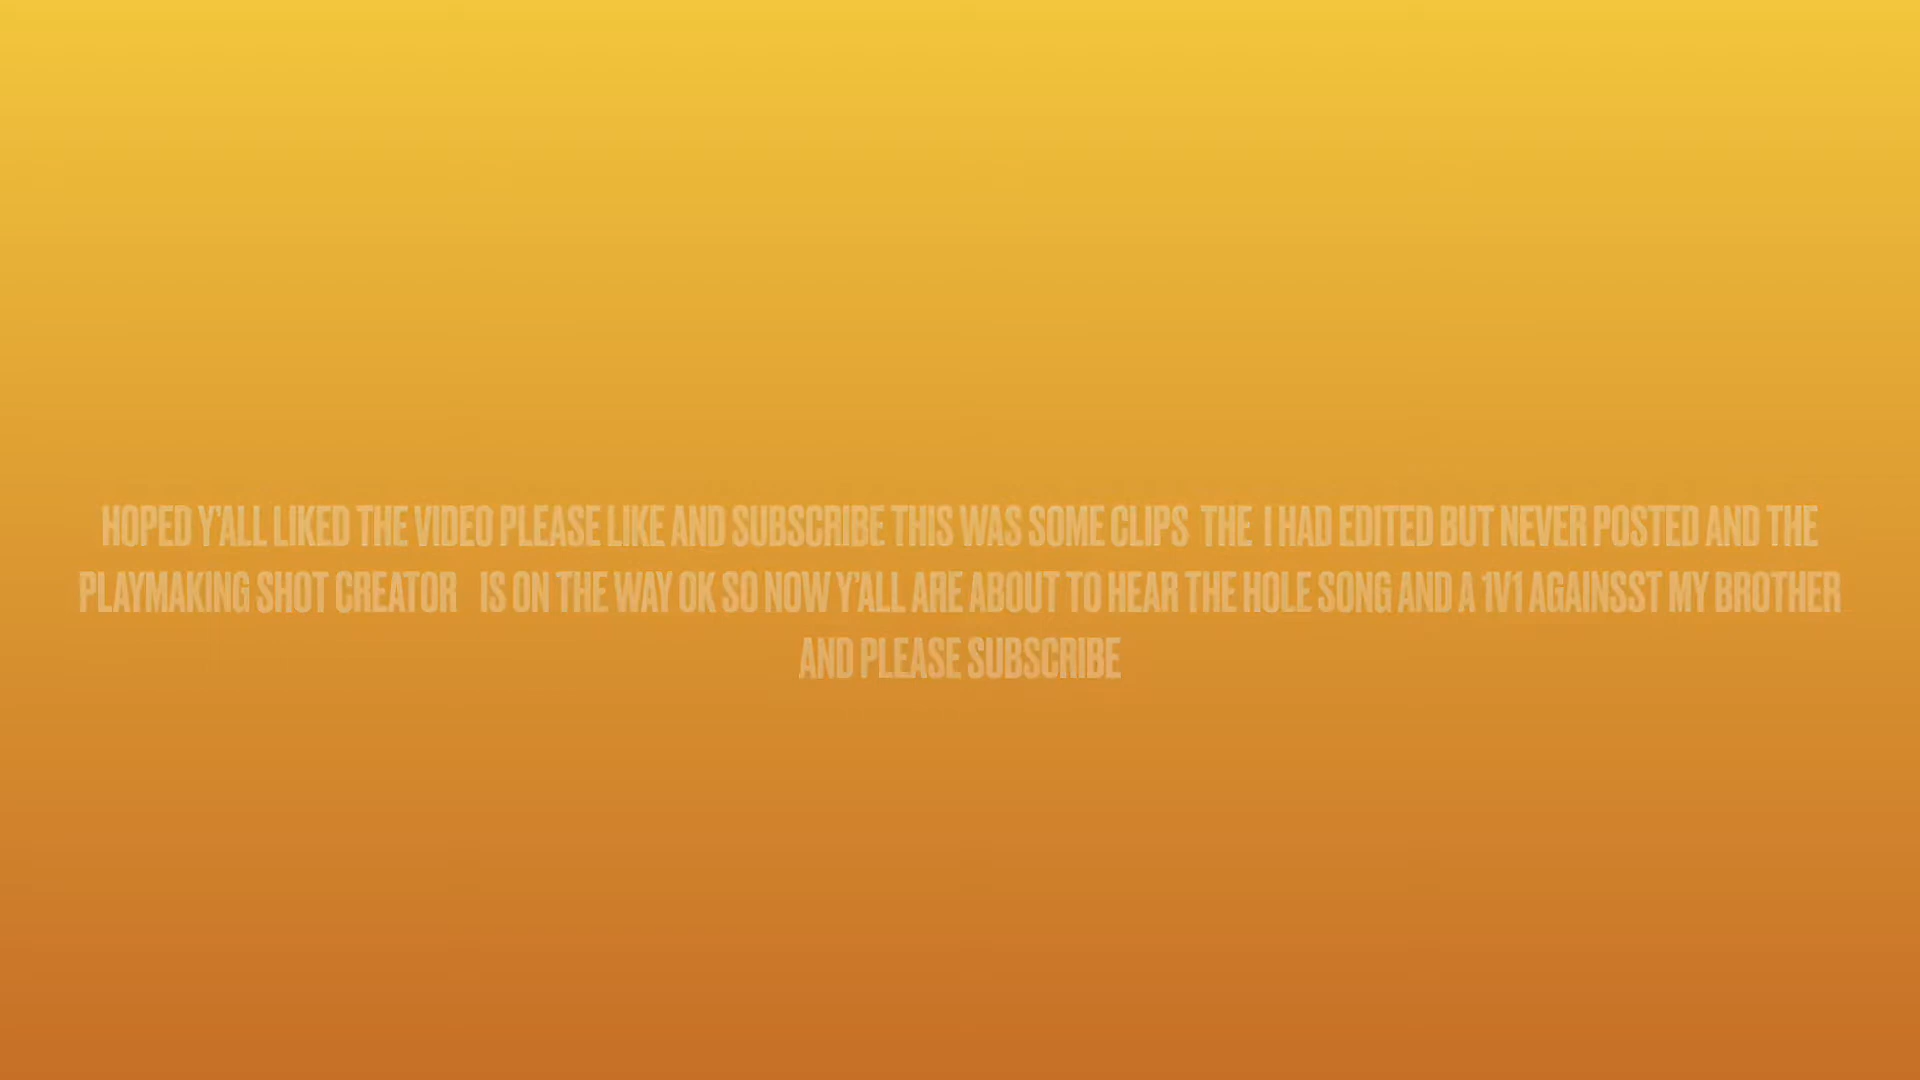 HOPED Y'ALL LIKED THE VIDEO PLEASE LIKE AND SUBSCRIBE THIS WAS SOME CLIPS THE I HAD EDITED BUT NEVER POSTED AND THE
PLAYMAKING SHOT CREATOR IS ON THE WAY OK SO NOW Y'ALL ARE ABOUT TO HEAR THE HOLE SONG AND A 1V1 AGAINSST MY BROTHER
AND PLEASE SUBSCRIBE